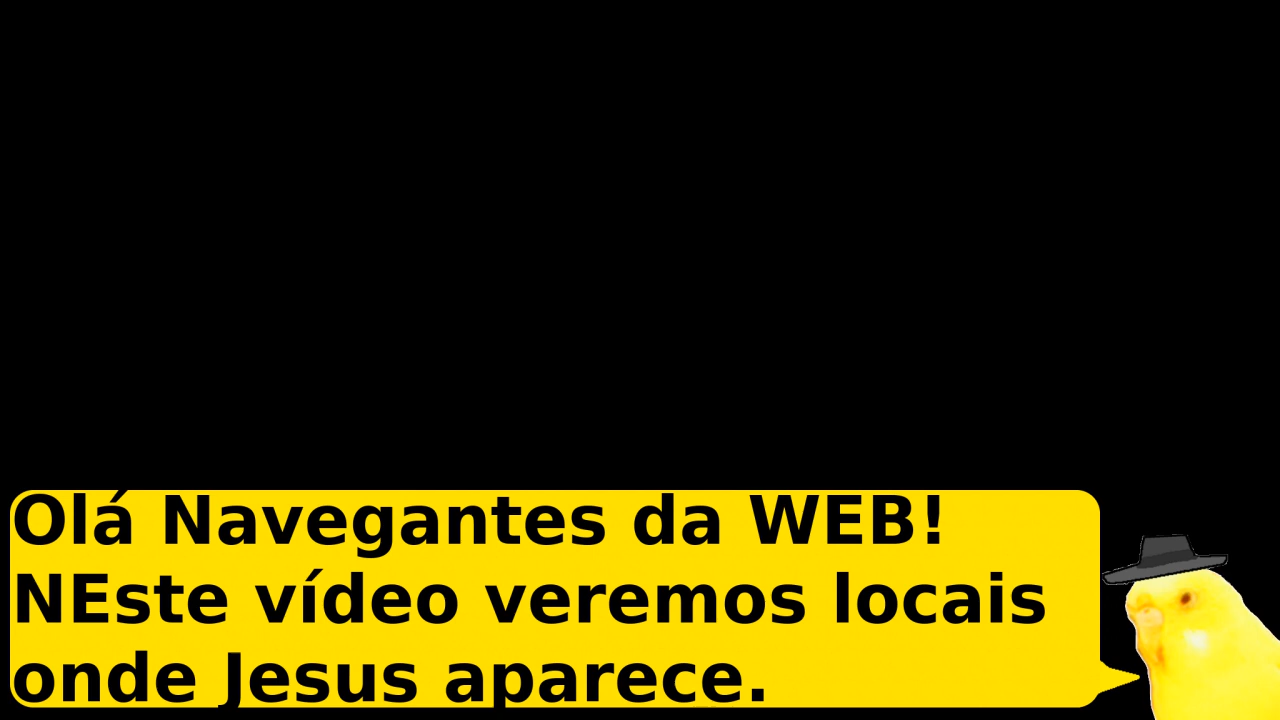 Olá Navegantes da WEB!
NEste vídeo veremos locais
onde Jesus aparece.